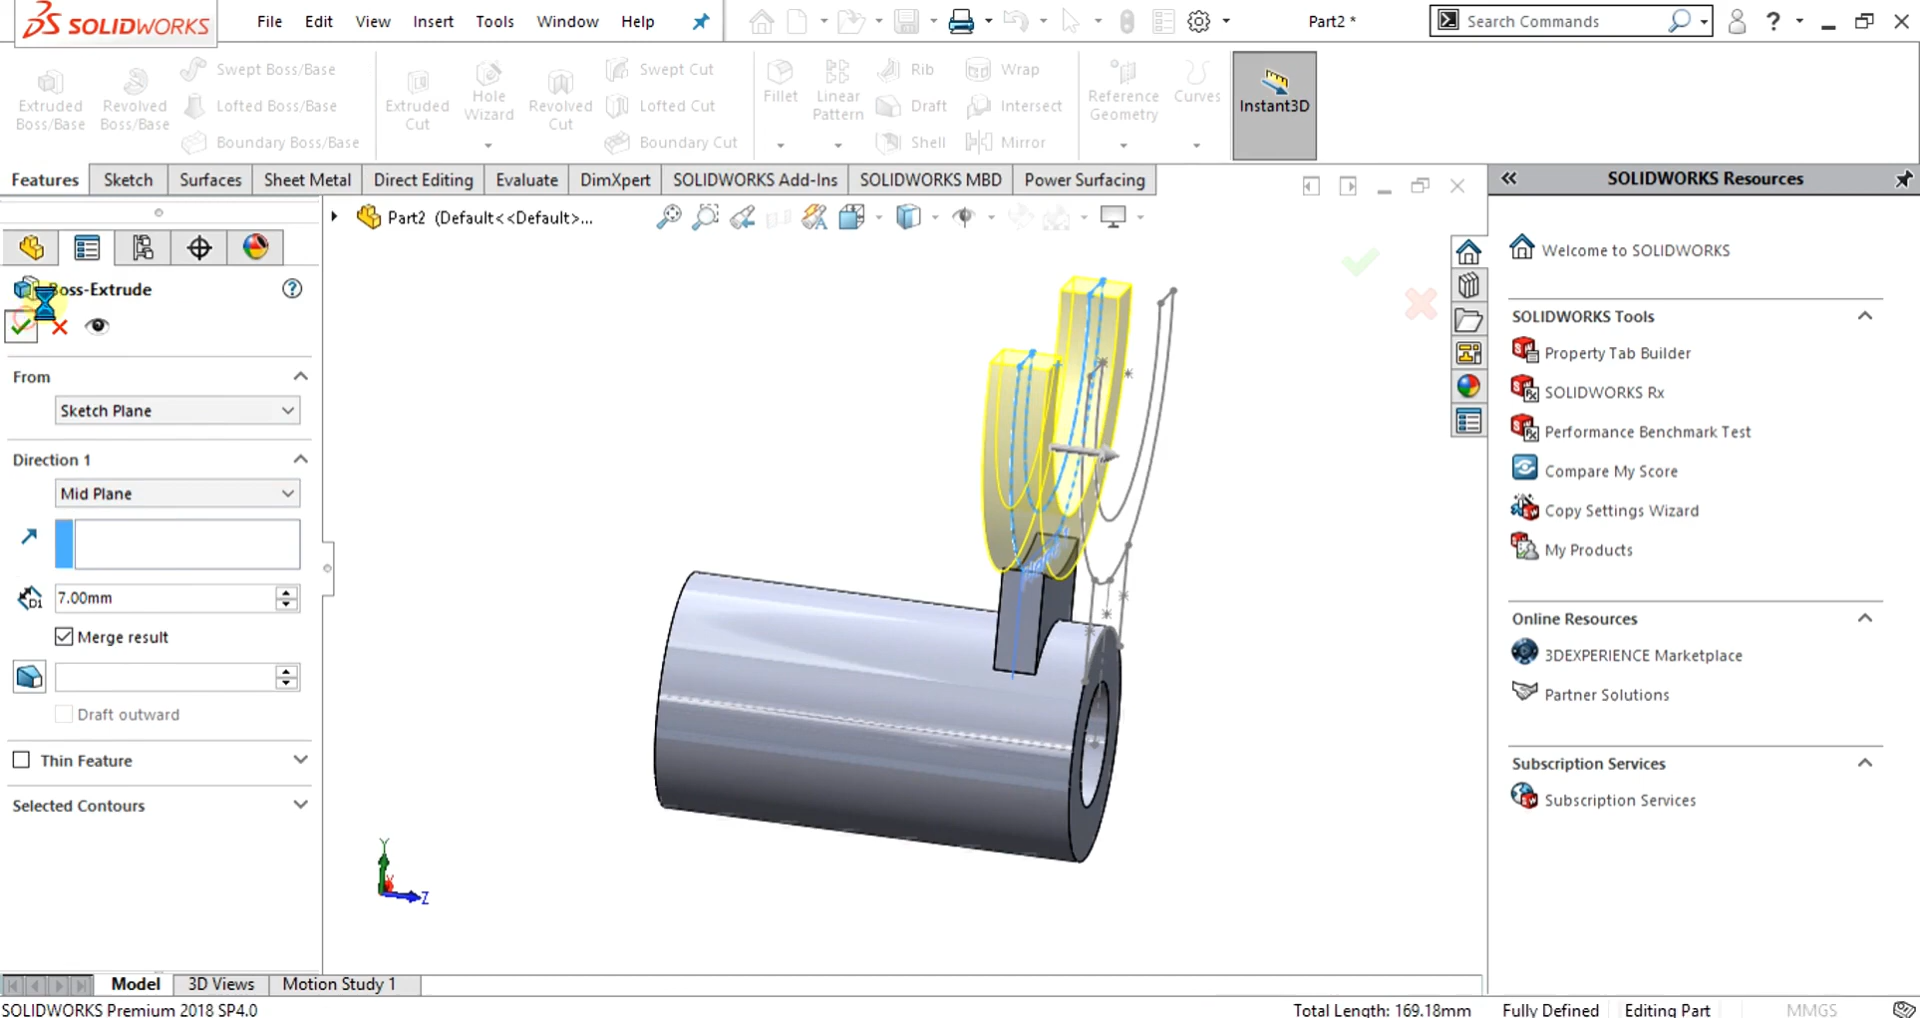 SOLIDWORKS
File Edit View Insert Tools Window Help
Part2 *
Search Commands
?
Extruded Boss/Base
Revolved Boss/Base
Swept Boss/Base
Lofted Boss/Base
Boundary Boss/Base
Extruded Cut
Hole Wizard
Revolved Cut
Swept Cut
Lofted Cut
Boundary Cut
Fillet
Linear Pattern
Rib
Draft
Shell
Wrap
Intersect
Mirror
Reference Geometry
Curves
Instant3D
Features Sketch Surfaces Sheet Metal Direct Editing Evaluate DimXpert SOLIDWORKS Add-Ins SOLIDWORKS MBD Power Surfacing
Part2 (Default<<Default>...
oss-Extrude
?
From
Sketch Plane
Direction 1
Mid Plane
D1
7.00mm
Merge result
Draft outward
Thin Feature
Selected Contours
Y
Z
SOLIDWORKS Resources
Welcome to SOLIDWORKS
SOLIDWORKS Tools
Property Tab Builder
SOLIDWORKS Rx
Performance Benchmark Test
Compare My Score
Copy Settings Wizard
My Products
Online Resources
3DEXPERIENCE Marketplace
Partner Solutions
Subscription Services
Subscription Services
Model 3D Views Motion Study 1
SOLIDWORKS Premium 2018 SP4.0
Total Length: 169.18mm Fully Defined Editing Part MMGS